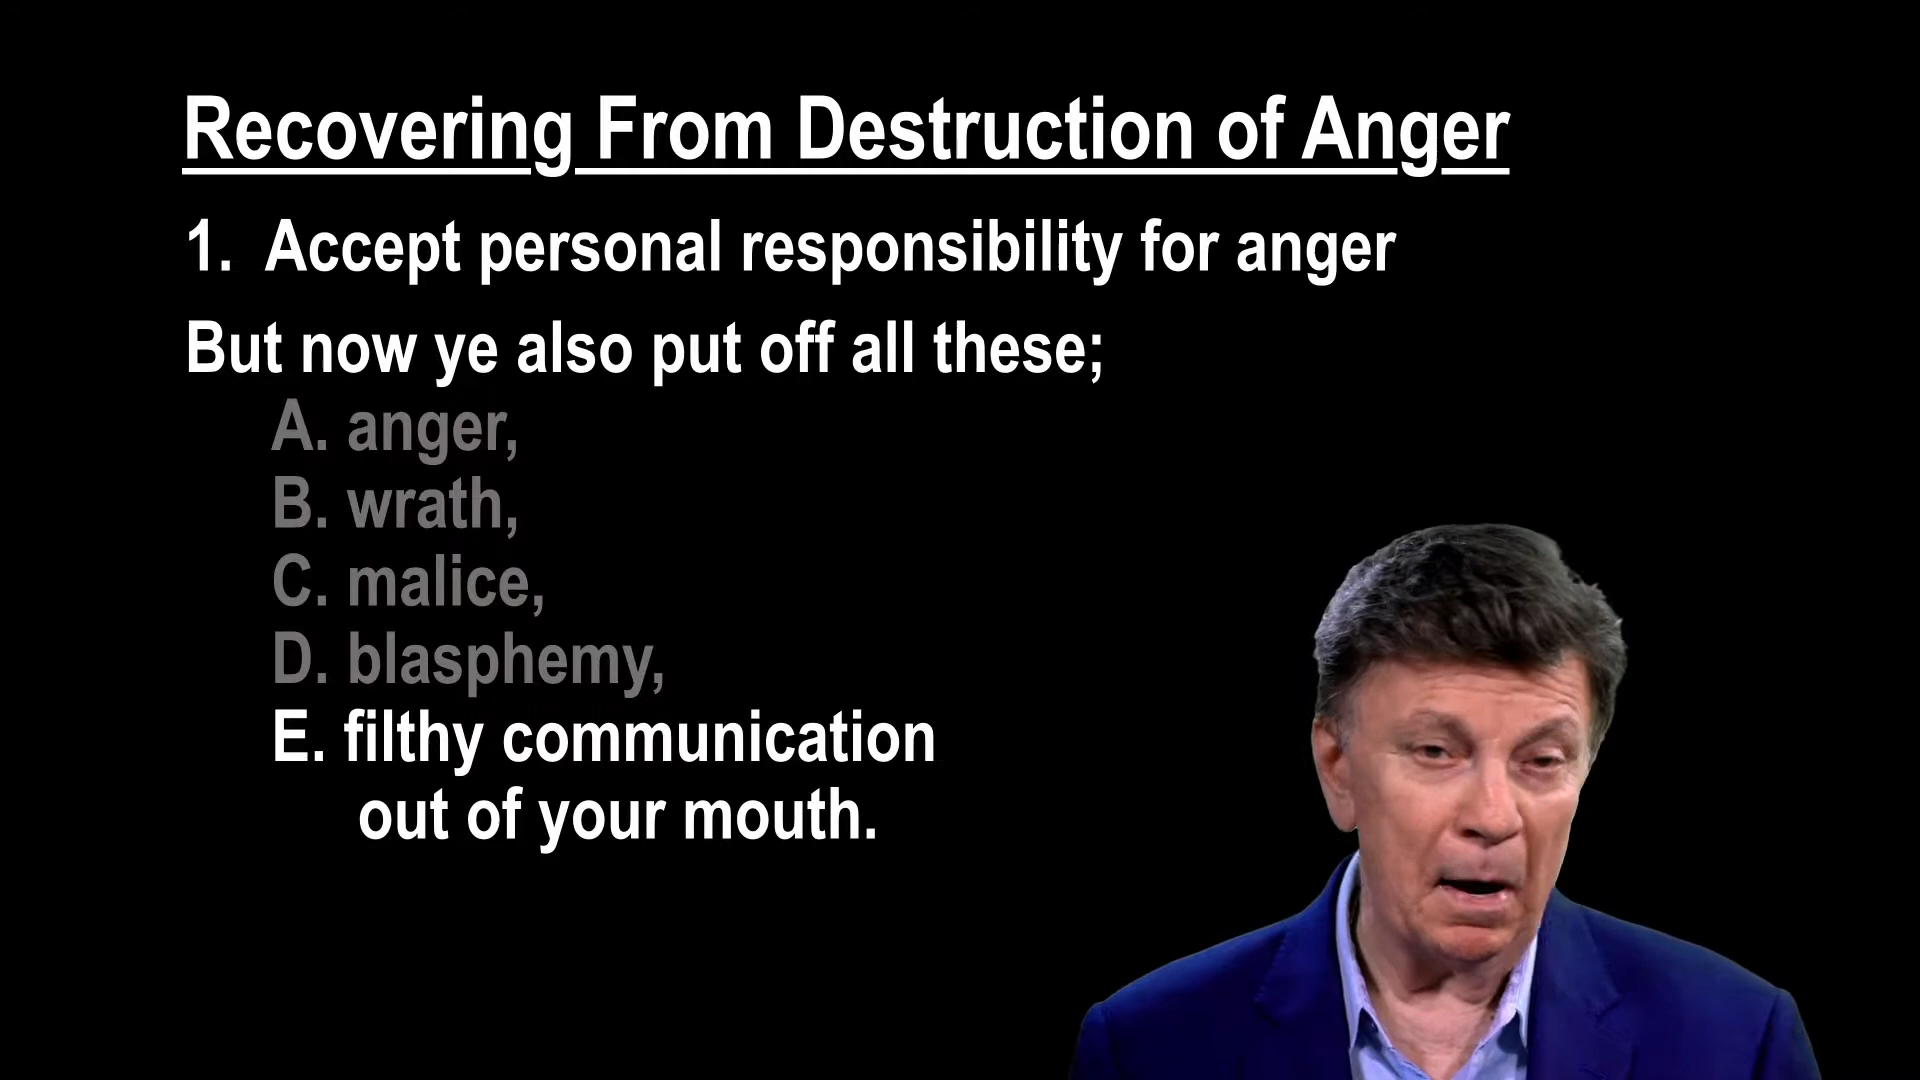 Recovering From Destruction of Anger
1. Accept personal responsibility for anger
But now ye also put off all these;
A. anger,
B. wrath,
C. malice,
D. blasphemy,
E. filthy communication
out of your mouth.